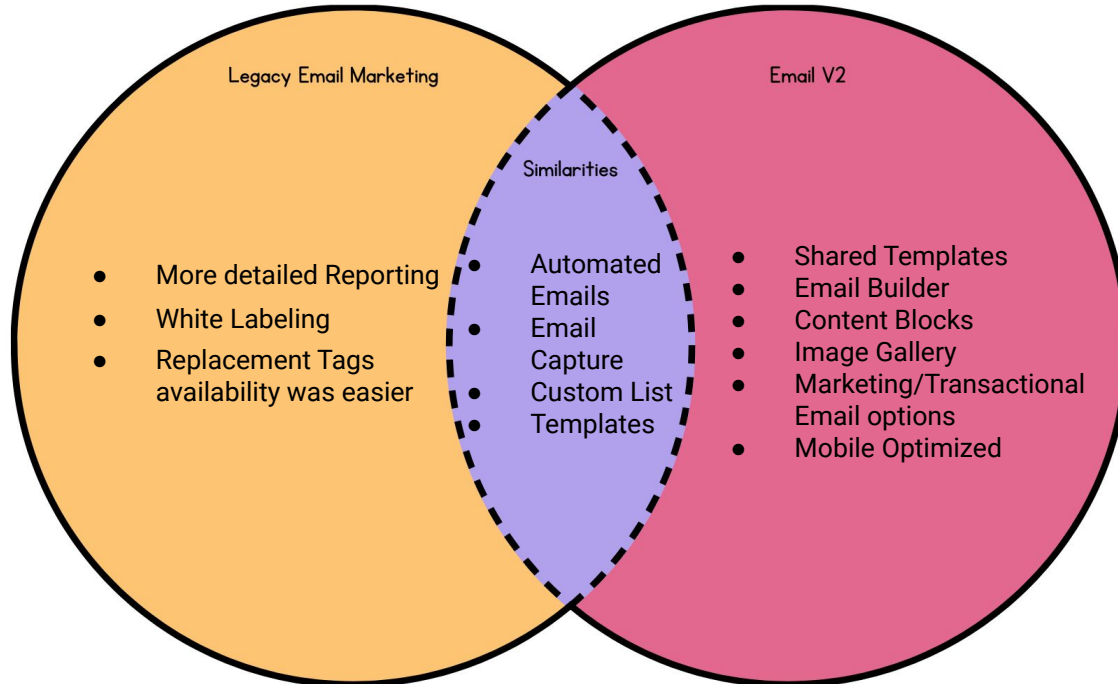 Legacy Email Marketing
Email V2
Similarities
● More detailed Reporting
● White Labeling
● Replacement Tags
availability was easier
● Automated
Emails
● Email
Capture
● Custom List
● Templates
● Shared Templates
● Email Builder
● Content Blocks
● Image Gallery
● Marketing/Transactional
Email options
● Mobile Optimized